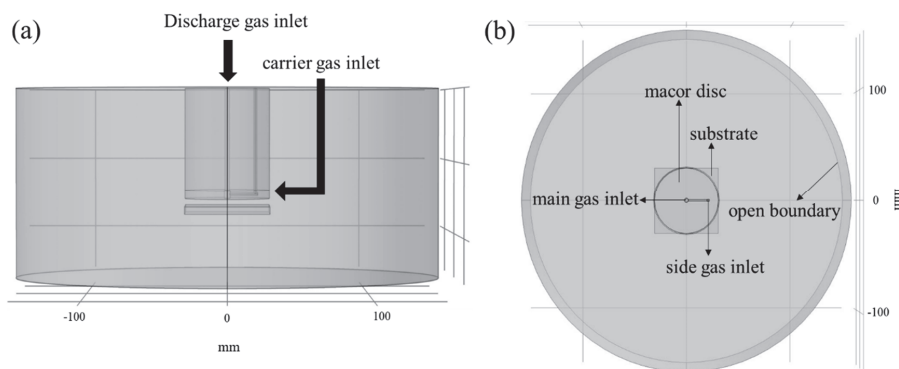 (a)
Discharge gas inlet
carrier gas inlet
-100
0
100
mm
(b)
macor disc
substrate
main gas inlet
open boundary
side gas inlet
100
0
mm
-100